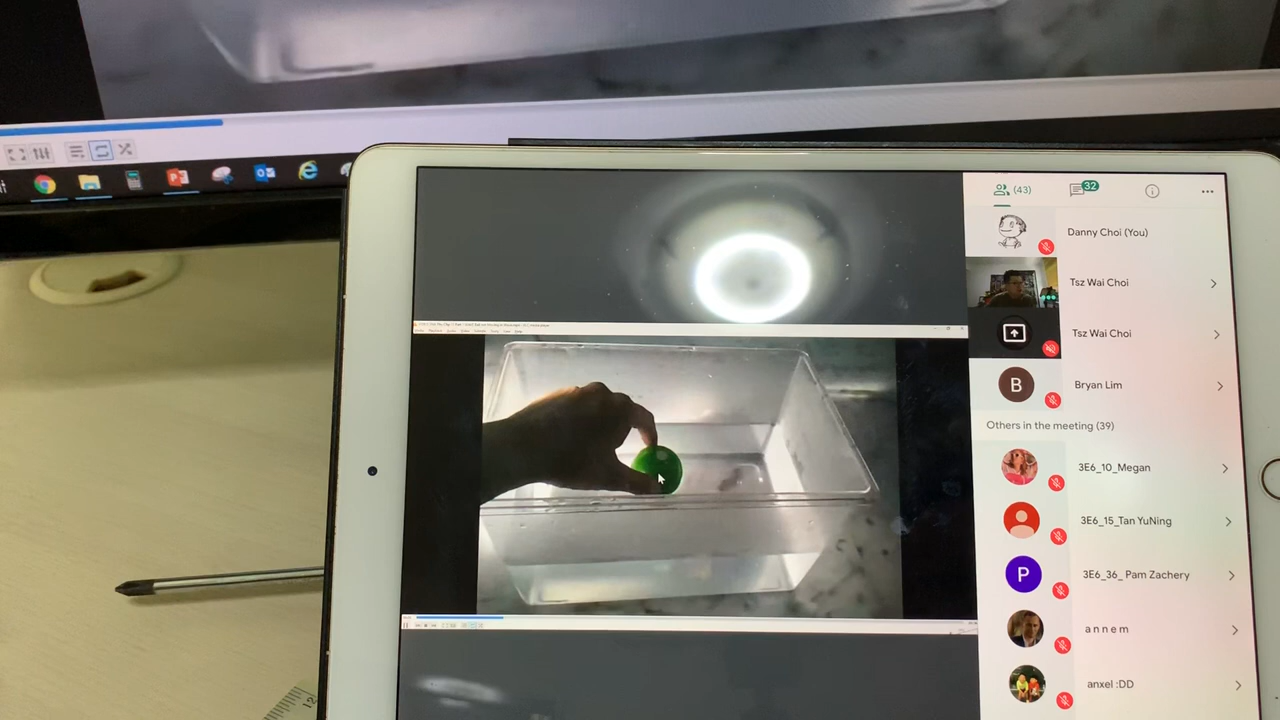 (43)
32
Danny Choi (You)
Tsz Wai Choi
Tsz Wai Choi
B
Bryan Lim
Others in the meeting (39)
3E6_10_Megan
3E6_15_Tan YuNing
P
3E6_36_ Pam Zachery
a n n e m
anxel :DD
12